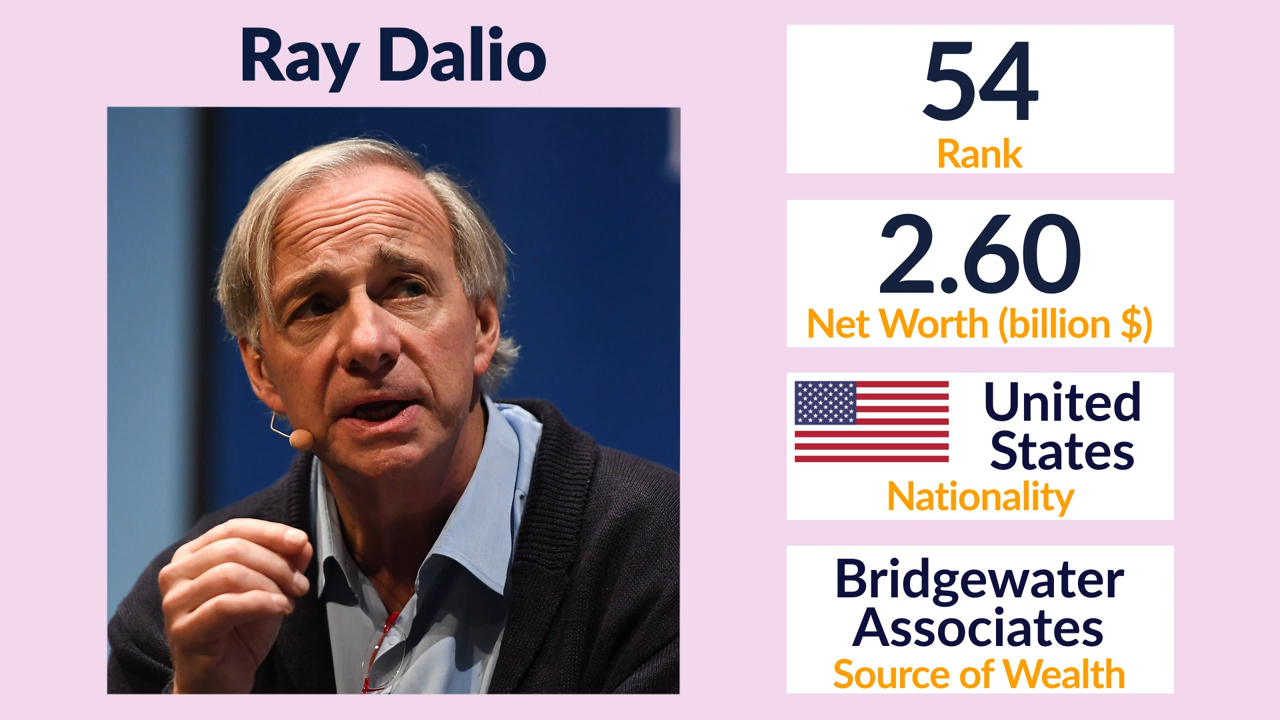 Ray Dalio
54
Rank
2.60
Net Worth (billion $)
United
States
Nationality
Bridgewater
Associates
Source of Wealth